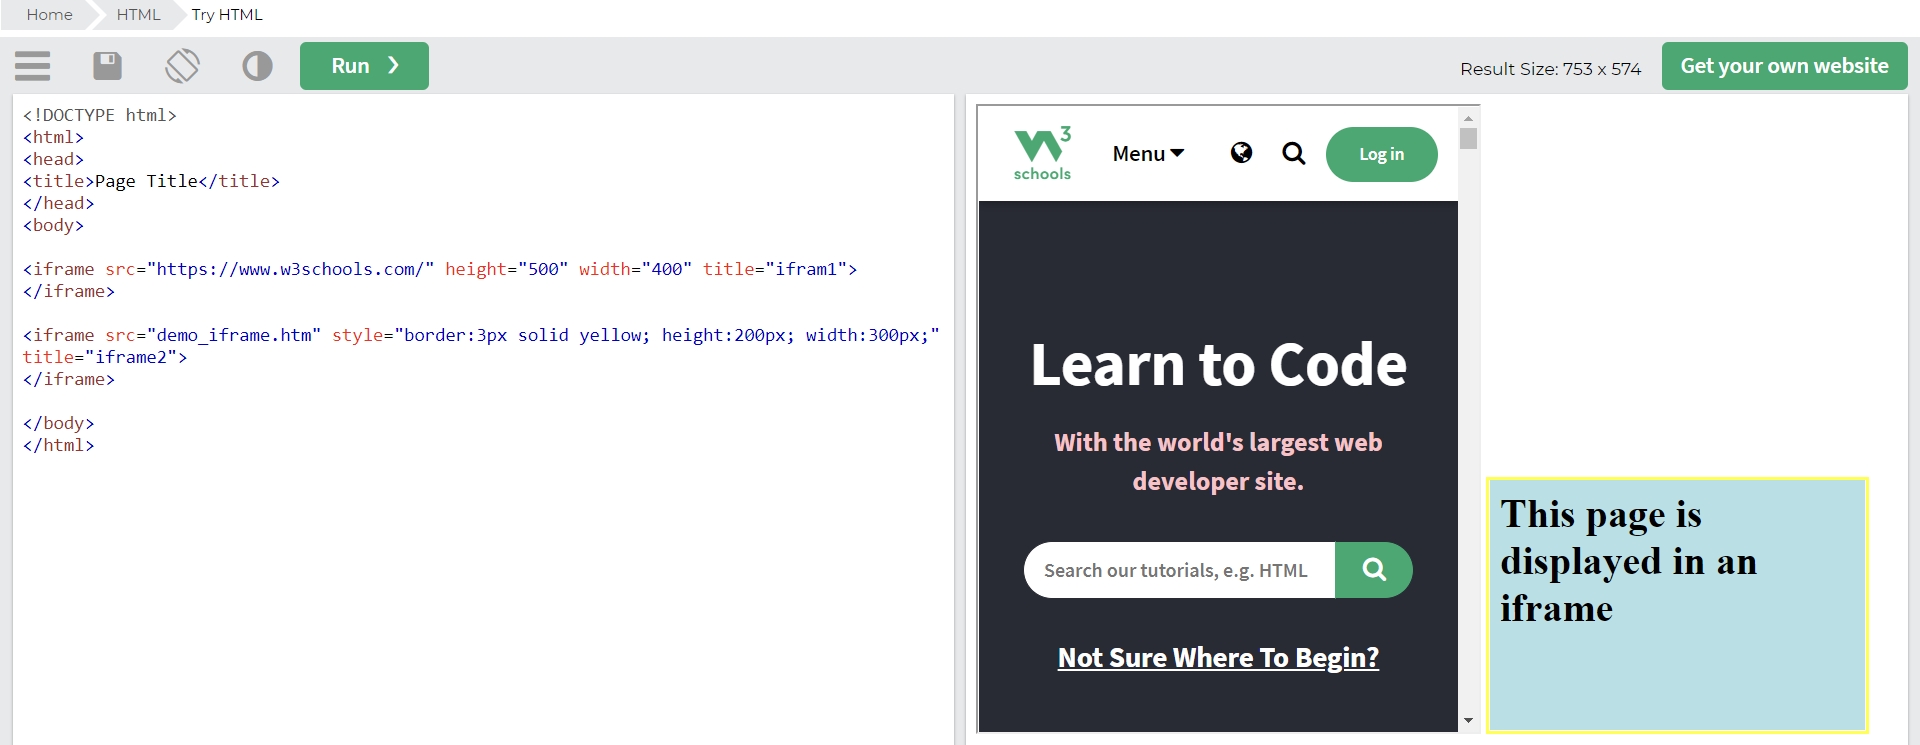 Home HTML Try HTML
Run ❯
Result Size: 753 x 574
Get your own website
<!DOCTYPE html>
<html>
<head>
<title>Page Title</title>
</head>
<body>
<iframe src="https://www.w3schools.com/" height="500" width="400" title="ifram1">
</iframe>
<iframe src="demo_iframe.htm" style="border:3px solid yellow; height:200px; width:300px;"
title="iframe2">
</iframe>
</body>
</html>
W3
schools
Menu
Log in
Learn to Code
With the world's largest web
developer site.
Search our tutorials, e.g. HTML
Not Sure Where To Begin?
This page is
displayed in an
iframe